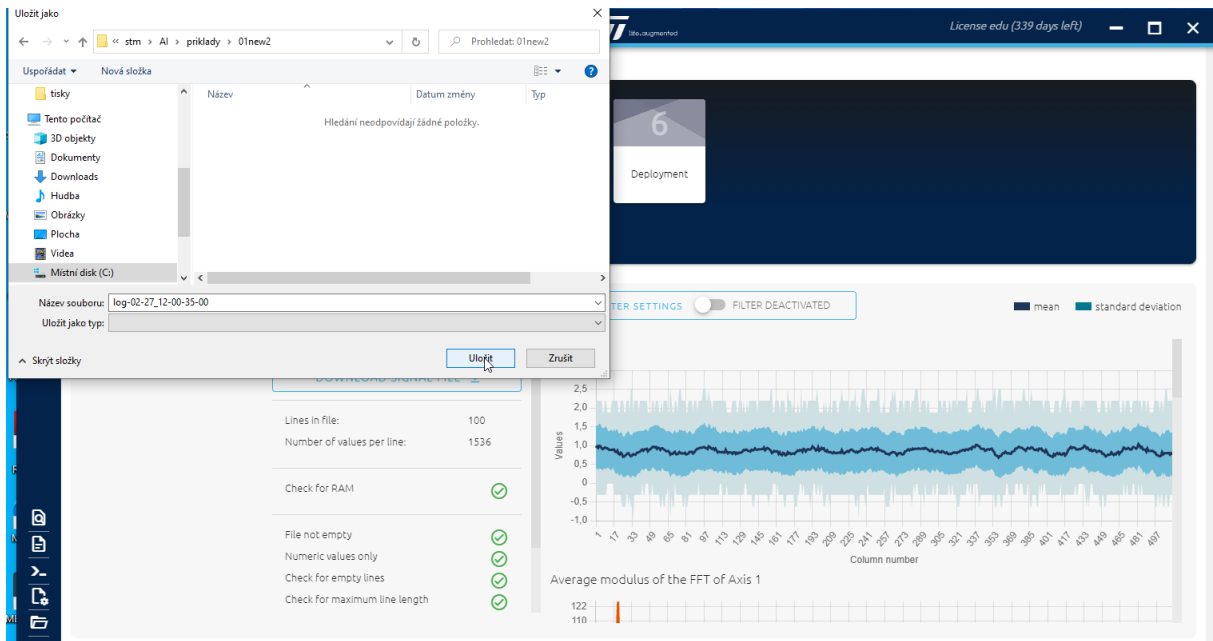 Uložit jako
« stm › AI › priklady › 01new2
Prohledat: 01new2
Uspořádat
Nová složka
tisky
Tento počítač
3D objekty
Dokumenty
Downloads
Hudba
Obrázky
Plocha
Videa
Místní disk (C:)
Název
Datum změny
Typ
Hledání neodpovídají žádné položky.
Název souboru:
log-02-27_12-00-35-00
Uložit jako typ:
Skrýt složky
Uložit
Zrušit
life.augmented
License edu (339 days left)
6
Deployment
TER SETTINGS
FILTER DEACTIVATED
mean
standard deviation
DOWNLOAD SIGNAL FILE
Lines in file: 100
Number of values per line: 1536
Check for RAM
File not empty
Numeric values only
Check for empty lines
Check for maximum line length
Values
2,5
2,0
1,5
1,0
0,5
0
-0,5
-1,0
1 17 33 49 65 81 97 113 129 145 161 177 193 209 225 241 257 273 289 305 321 337 353 369 385 401 417 433 449 465 481 497
Column number
Average modulus of the FFT of Axis 1
122
110